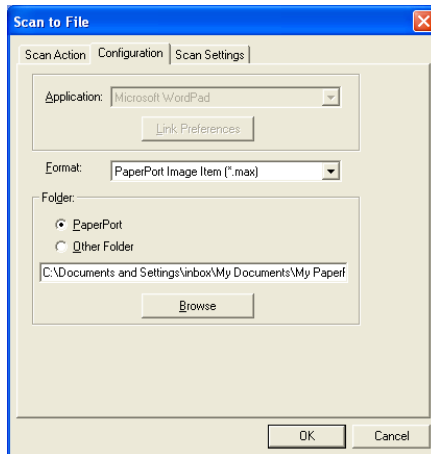 Scan to File
Scan Action Configuration Scan Settings
Application: Microsoft WordPad
Link Preferences
Format: PaperPort Image Item (*.max)
Folder:
PaperPort
Other Folder
C:\Documents and Settings\inbox\My Documents\My PaperF
Browse
OK Cancel